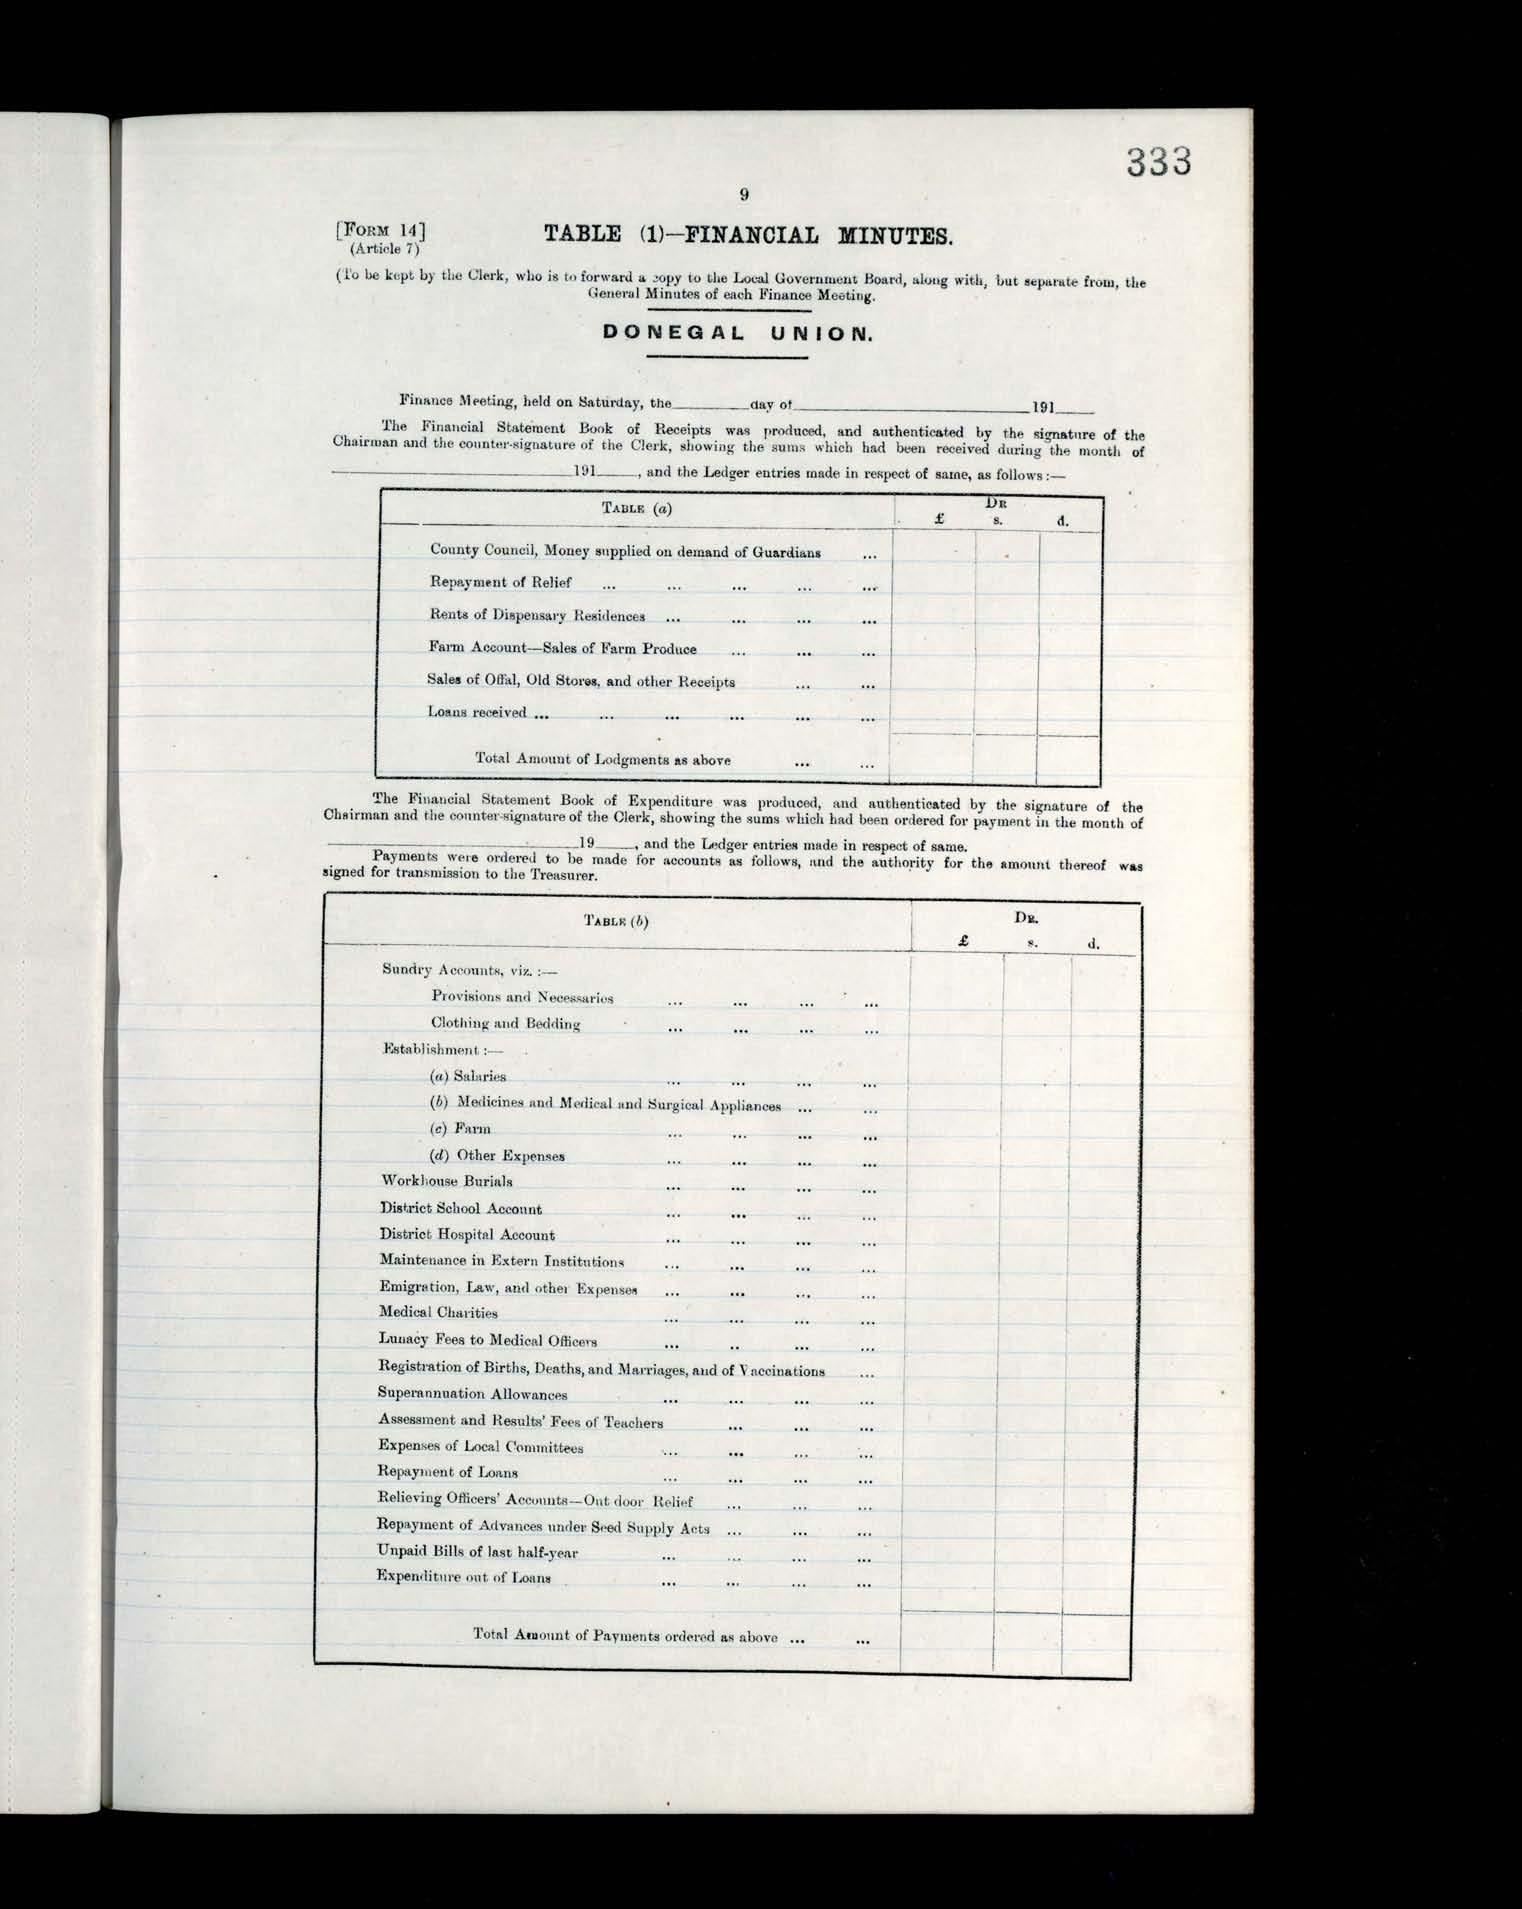 333
9
[FORM 14]
(Article 7)
TABLE (1)—FINANCIAL MINUTES.
(To be kept by the Clerk, who is to forward a copy to the Local Government Board, along with, but separate from, the
General Minutes of each Finance Meeting.
DONEGAL UNION.
Finance Meeting, held on Saturday, the______day of____________________191____
The Financial Statement Book of Receipts was produced, and authenticated by the signature of the
Chairman and the counter-signature of the Clerk, showing the sums which had been received during the month of
____________________191____, and the Ledger entries made in respect of same, as follows:—
TABLE (a)
DR
£ s. d.
County Council, Money supplied on demand of Guardians ...
Repayment of Relief ... ... ... ... ...
Rents of Dispensary Residences ... ... ... ...
Farm Account—Sales of Farm Produce ... ... ...
Sales of Offal, Old Stores, and other Receipts ... ...
Loans received ... ... ... ... ... ...
Total Amount of Lodgments as above ... ...
The Financial Statement Book of Expenditure was produced, and authenticated by the signature of the
Chairman and the counter-signature of the Clerk, showing the sums which had been ordered for payment in the month of
____________________19____, and the Ledger entries made in respect of same.
Payments were ordered to be made for accounts as follows, and the authority for the amount thereof was
signed for transmission to the Treasurer.
TABLE (b)
DR.
£ s. d.
Sundry Accounts, viz. :—
Provisions and Necessaries ... ... ... ...
Clothing and Bedding ... ... ... ...
Establishment :—
(a) Salaries ... ... ... ...
(b) Medicines and Medical and Surgical Appliances ... ...
(c) Farm ... ... ... ...
(d) Other Expenses ... ... ... ...
Workhouse Burials ... ... ... ...
District School Account ... ... ... ...
District Hospital Account ... ... ... ...
Maintenance in Extern Institutions ... ... ... ...
Emigration, Law, and other Expenses ... ... ... ...
Medical Charities ... ... ... ...
Lunacy Fees to Medical Officers ... .. ... ...
Registration of Births, Deaths, and Marriages, and of Vaccinations ...
Superannuation Allowances ... ... ... ...
Assessment and Results' Fees of Teachers ... ... ...
Expenses of Local Committees ... ... ... ...
Repayment of Loans ... ... ... ...
Relieving Officers' Accounts—Out door Relief ... ... ...
Repayment of Advances under Seed Supply Acts ... ... ...
Unpaid Bills of last half-year ... ... ... ...
Expenditure out of Loans ... ... ... ...
Total Amount of Payments ordered as above ... ...